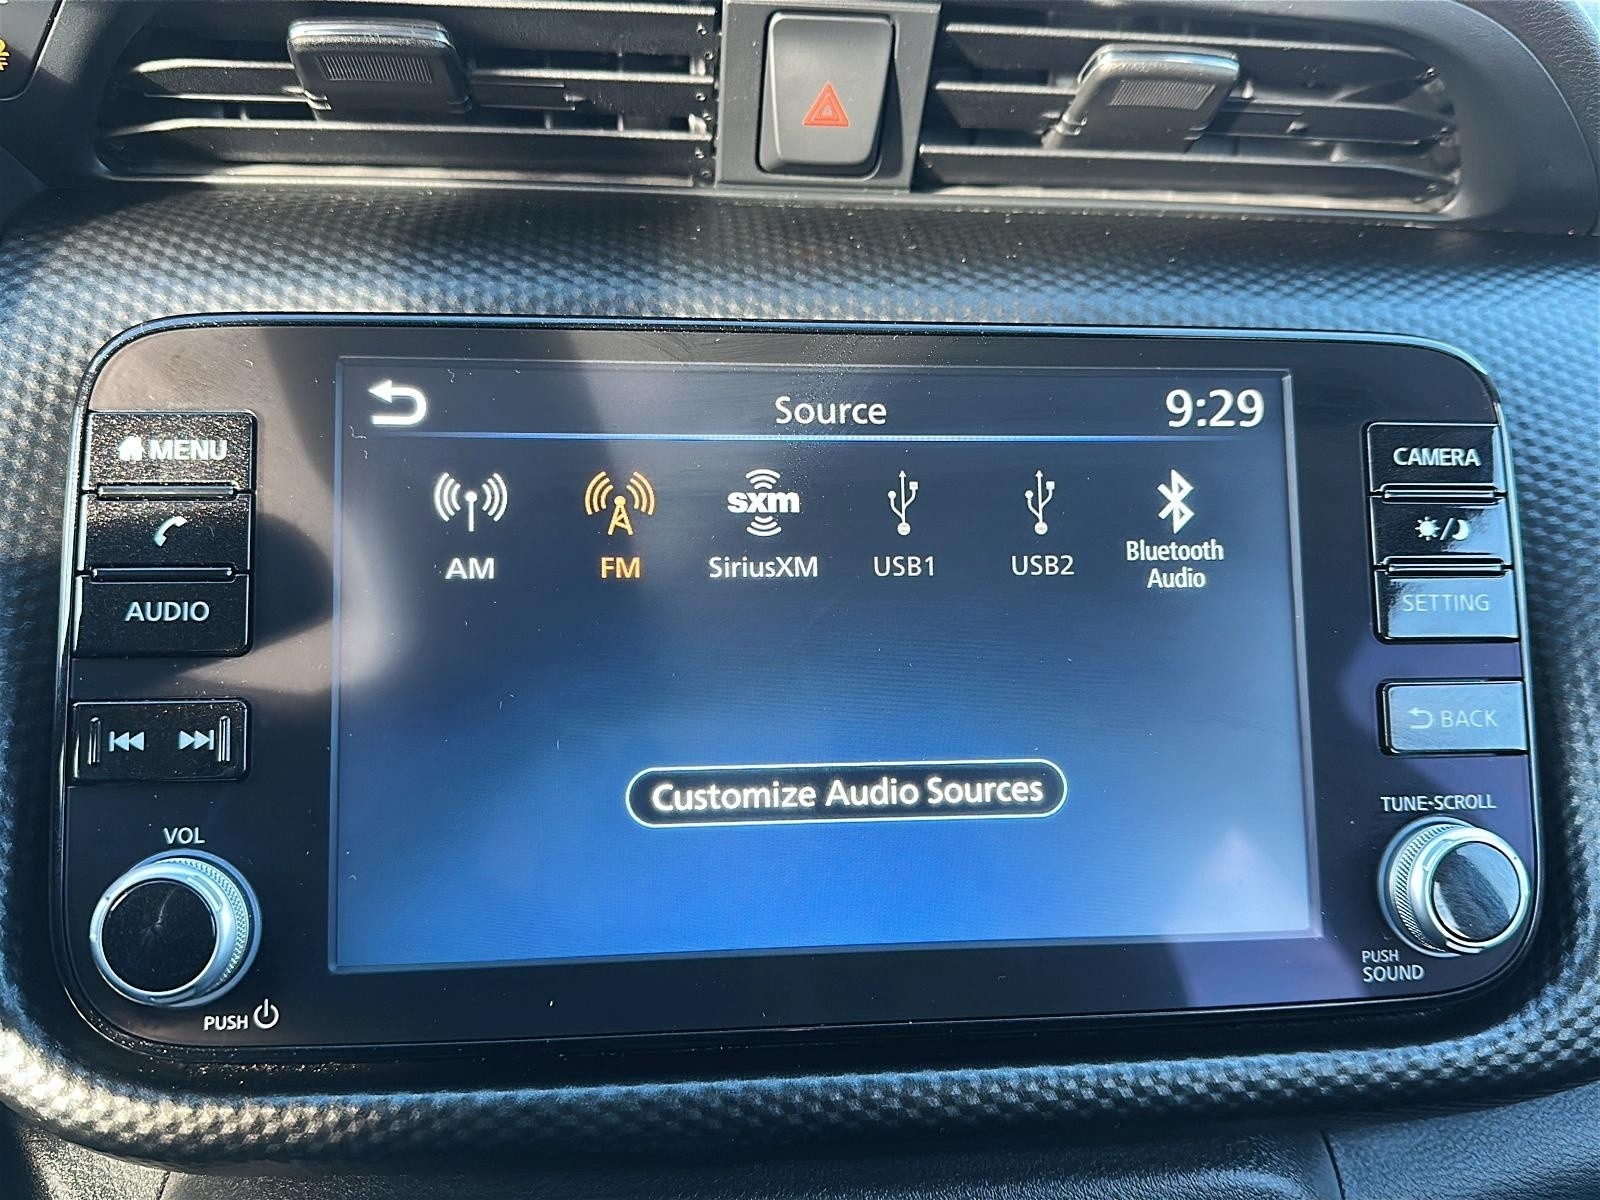 Source
9:29
MENU
CAMERA
AM
FM
sxm
SiriusXM
USB1
USB2
Bluetooth
Audio
AUDIO
SETTING
BACK
Customize Audio Sources
TUNE•SCROLL
VOL
PUSH
SOUND
PUSH